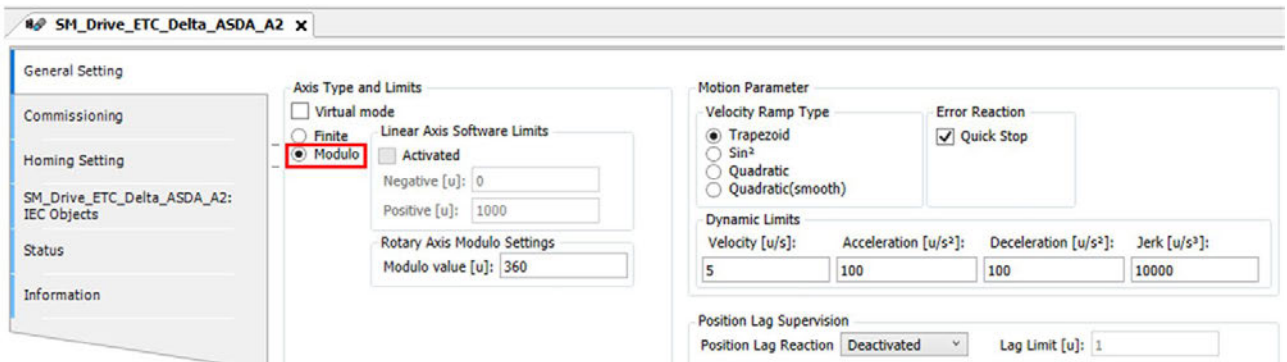 SM_Drive_ETC_Delta_ASDA_A2 X
General Setting
Commissioning
Homing Setting
SM_Drive_ETC_Delta_ASDA_A2:
IEC Objects
Status
Information
Axis Type and Limits
Virtual mode
Finite
Modulo
Linear Axis Software Limits
Activated
Negative [u]: 0
Positive [u]: 1000
Rotary Axis Modulo Settings
Modulo value [u]: 360
Motion Parameter
Velocity Ramp Type
Trapezoid
Sin²
Quadratic
Quadratic(smooth)
Error Reaction
Quick Stop
Dynamic Limits
Velocity [u/s]: Acceleration [u/s²]: Deceleration [u/s²]: Jerk [u/s³]:
5 100 100 10000
Position Lag Supervision
Position Lag Reaction Deactivated Lag Limit [u]: 1